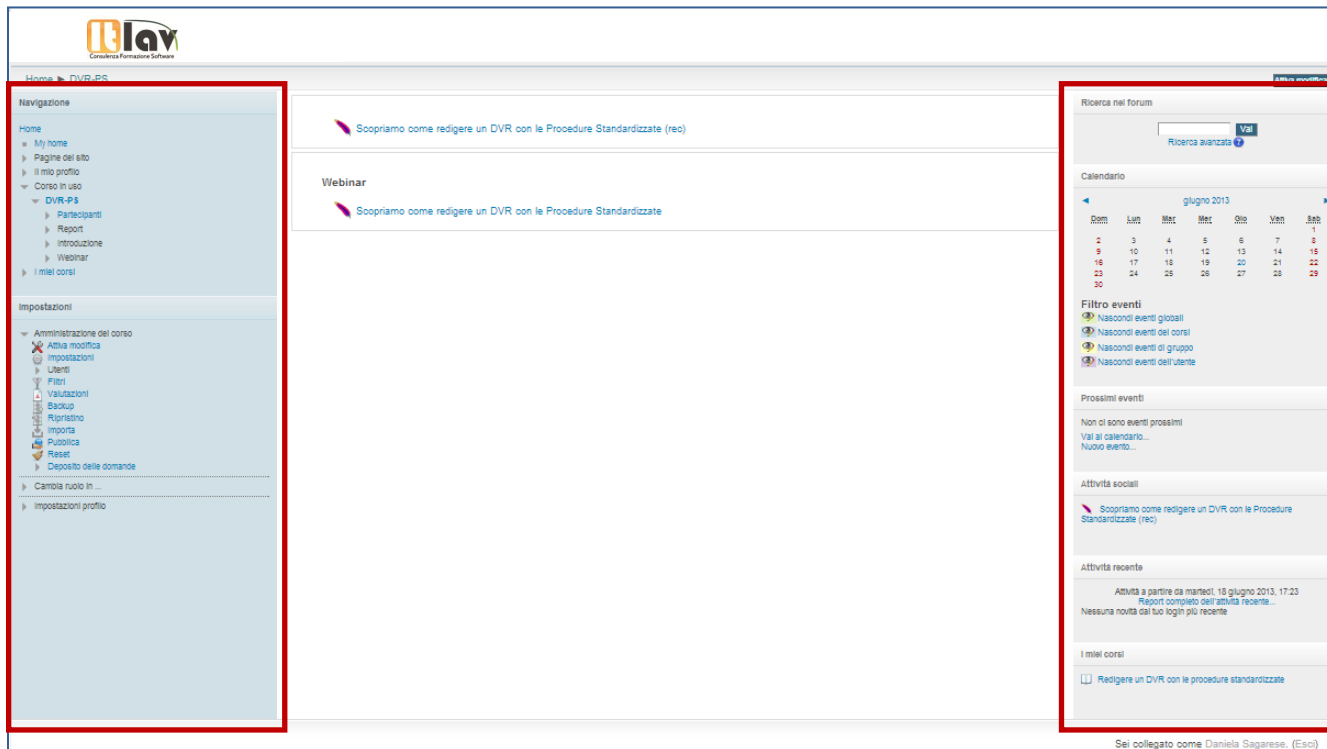 Itlav
Consulenza Formazione Software
Home ► DVR-PS
Attiva modifica
Navigazione
Home
My home
Pagine del sito
Il mio profilo
Corso in uso
DVR-PS
Partecipanti
Report
Introduzione
Webinar
I miei corsi
Impostazioni
Amministrazione del corso
Attiva modifica
Impostazioni
Utenti
Filtri
Valutazioni
Backup
Ripristino
Importa
Pubblica
Reset
Deposito delle domande
Cambia ruolo in ...
Impostazioni profilo
Scopriamo come redigere un DVR con le Procedure Standardizzate (rec)
Webinar
Scopriamo come redigere un DVR con le Procedure Standardizzate
Ricerca nei forum
Vai
Ricerca avanzata
Calendario
◄ giugno 2013
Dom Lun Mar Mer Gio Ven Sab
1
2 3 4 5 6 7 8
9 10 11 12 13 14 15
16 17 18 19 20 21 22
23 24 25 26 27 28 29
30
Filtro eventi
Nascondi eventi globali
Nascondi eventi dei corsi
Nascondi eventi di gruppo
Nascondi eventi dell'utente
Prossimi eventi
Non ci sono eventi prossimi
Vai al calendario...
Nuovo evento...
Attività sociali
Scopriamo come redigere un DVR con le Procedure
Standardizzate (rec)
Attività recente
Attività a partire da martedì, 18 giugno 2013, 17:23
Report completo dell'attività recente...
Nessuna novità dal tuo login più recente
I miei corsi
Redigere un DVR con le procedure standardizzate
Sei collegato come Daniela Sagarese. (Esci)